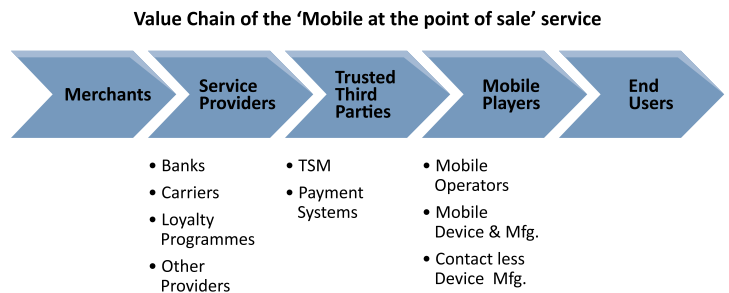 Value Chain of the ‘Mobile at the point of sale’ service
Merchants
Service
Providers
Trusted
Third
Parties
Mobile
Players
End
Users
• Banks
• Carriers
• Loyalty
Programmes
• Other
Providers
• TSM
• Payment
Systems
• Mobile
Operators
• Mobile
Device & Mfg.
• Contact less
Device Mfg.